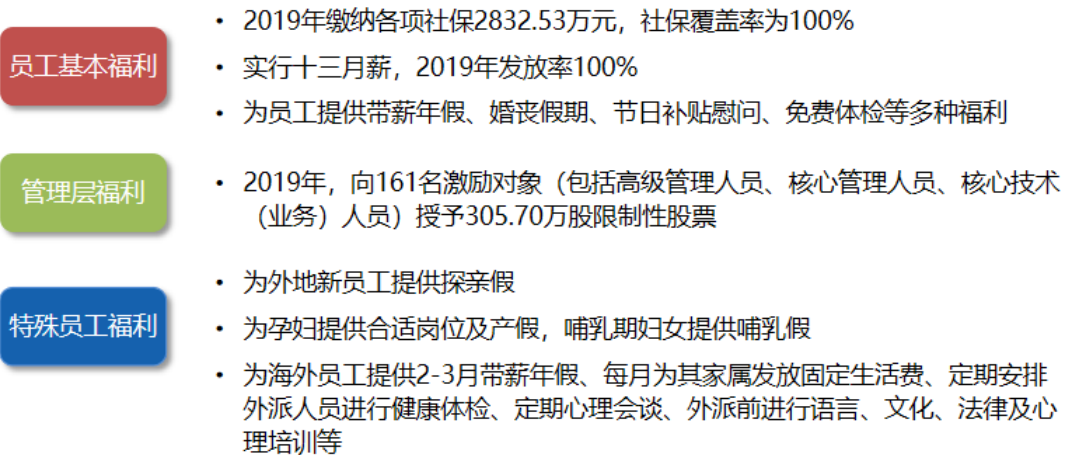 员工基本福利
• 2019年缴纳各项社保2832.53万元，社保覆盖率为100%
• 实行十三月薪，2019年发放率100%
• 为员工提供带薪年假、婚丧假期、节日补贴慰问、免费体检等多种福利
管理层福利
• 2019年，向161名激励对象（包括高级管理人员、核心管理人员、核心技术
（业务）人员）授予305.70万股限制性股票
特殊员工福利
• 为外地新员工提供探亲假
• 为孕妇提供合适岗位及产假，哺乳期妇女提供哺乳假
• 为海外员工提供2-3月带薪年假、每月为其家属发放固定生活费、定期安排
外派人员进行健康体检、定期心理会谈、外派前进行语言、文化、法律及心
理培训等